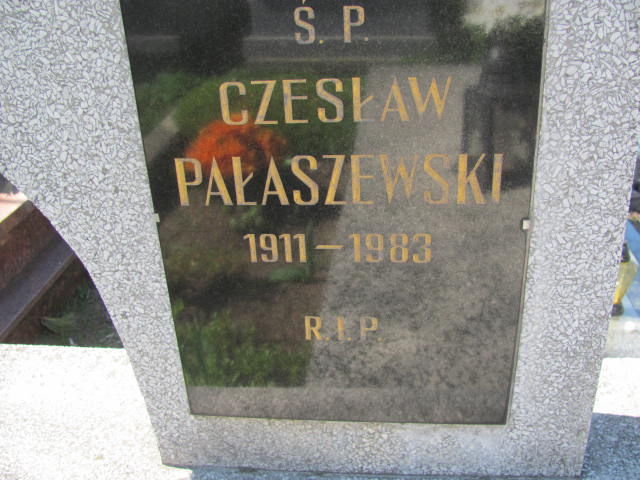 Ś. P.
CZESŁAW
PAŁASZEWSKI
1911 – 1983
R. I. P.